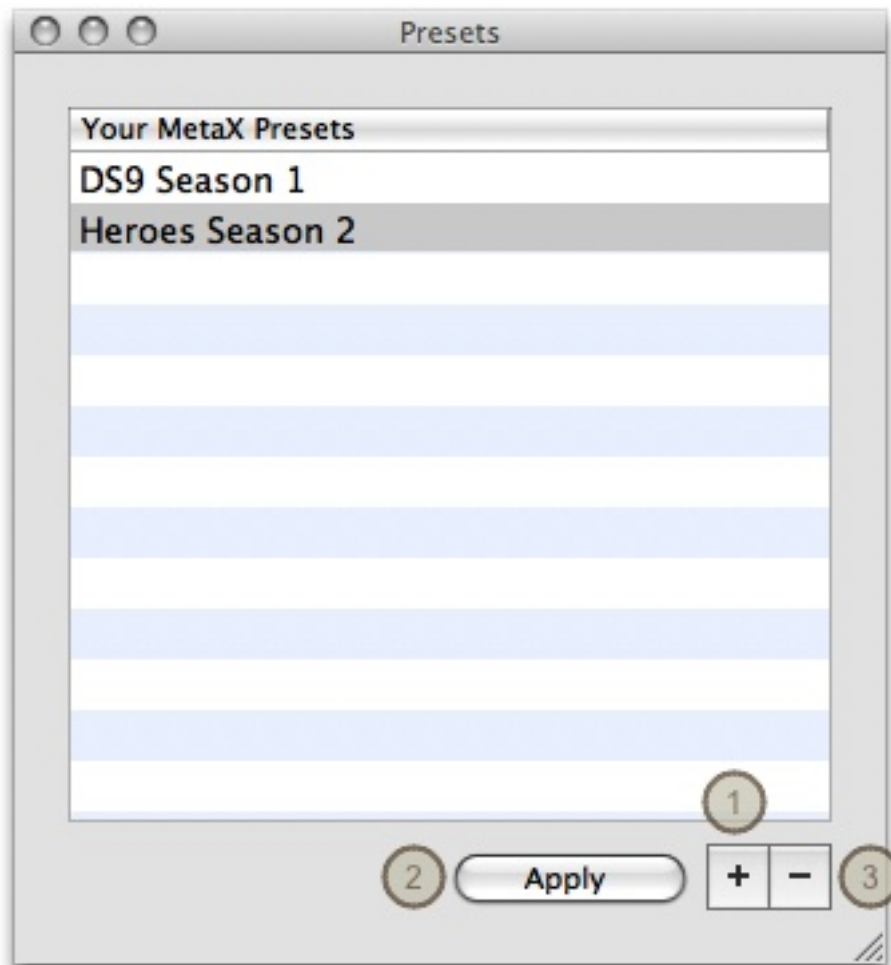 Presets
Your MetaX Presets
DS9 Season 1
Heroes Season 2
1
2 Apply + − 3